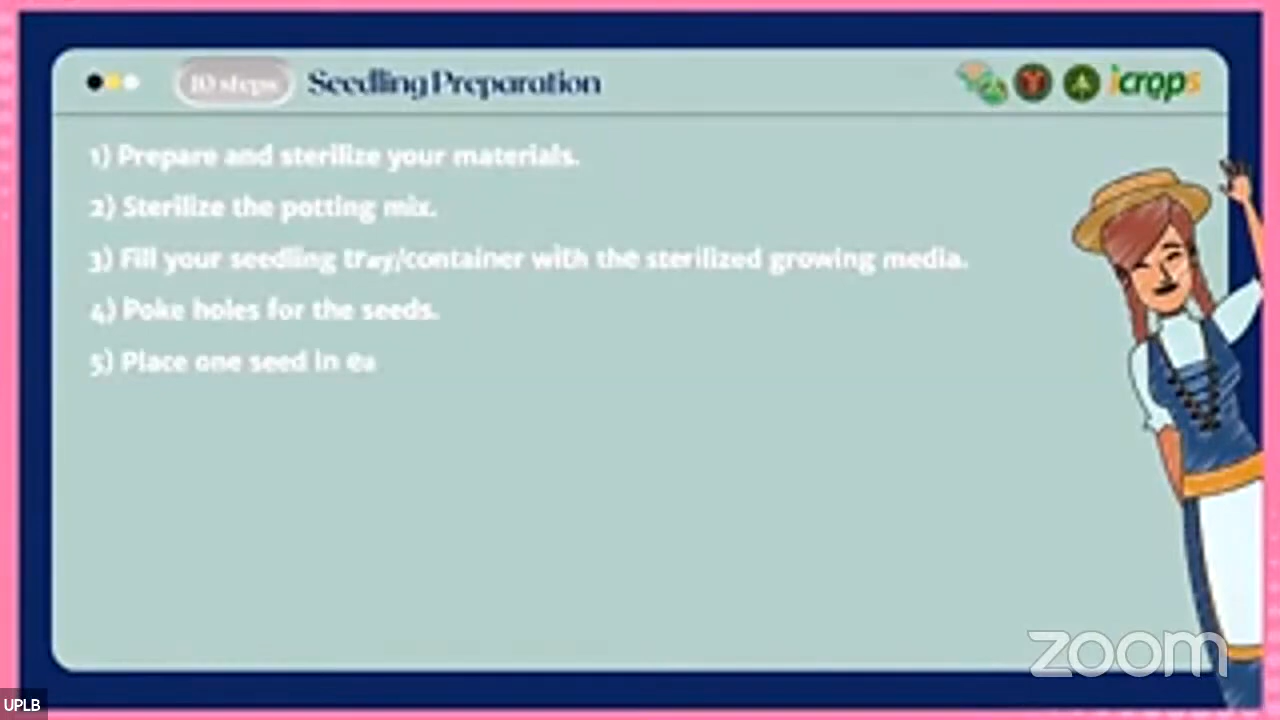 10 steps Seedling Preparation icrops
1) Prepare and sterilize your materials.
2) Sterilize the potting mix.
3) Fill your seedling tray/container with the sterilized growing media.
4) Poke holes for the seeds.
5) Place one seed in ea
zoom
UPLB